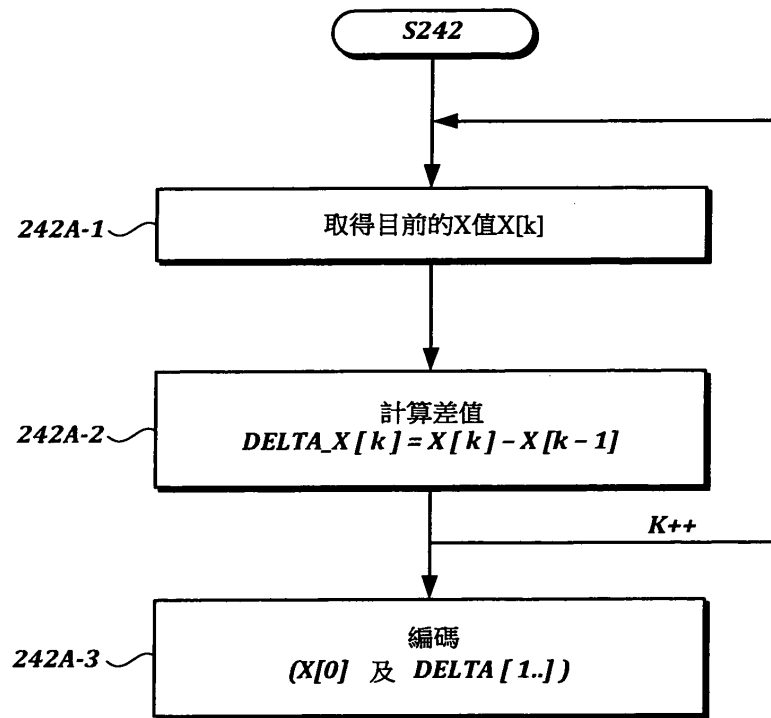 S242
242A-1
取得目前的X值X[k]
242A-2
計算差值
DELTA_X [ k ] = X [ k ] – X [k – 1]
K++
242A-3
編碼
(X[0] 及 DELTA [ 1..] )